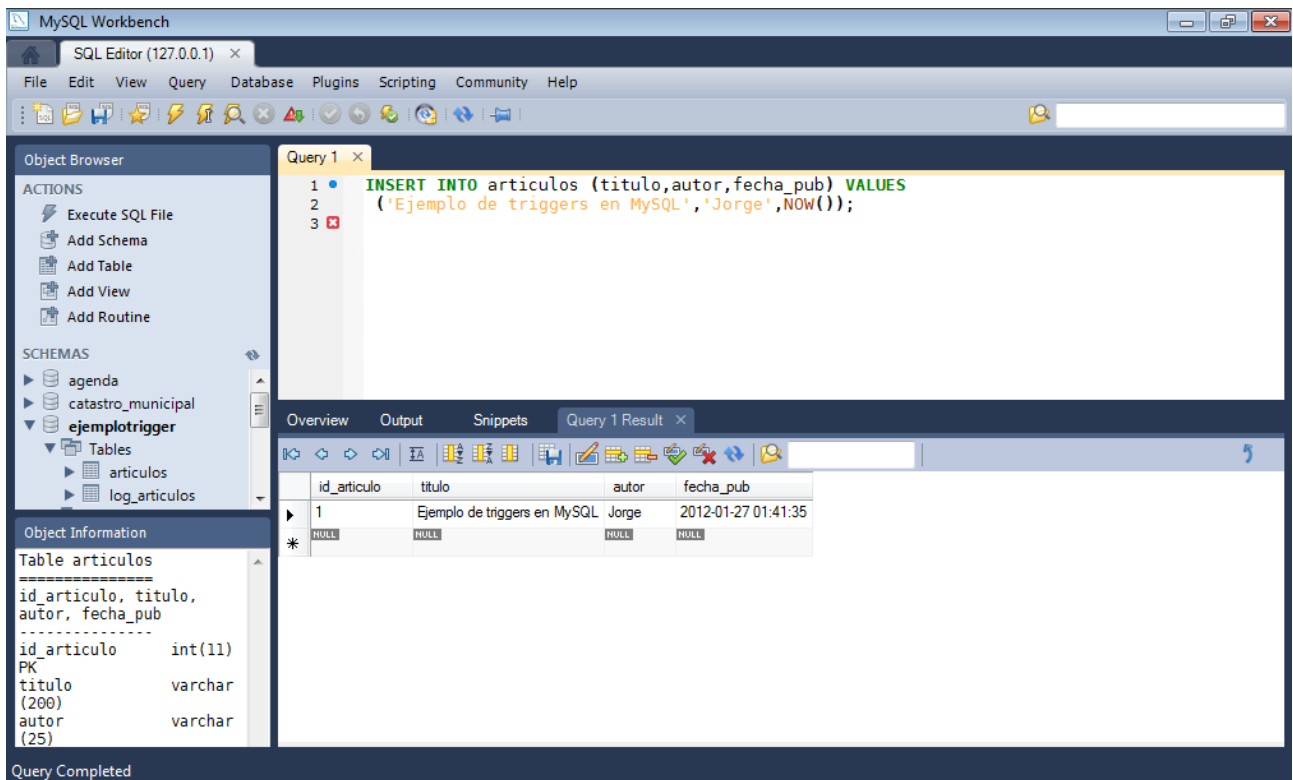 MySQL Workbench
SQL Editor (127.0.0.1)
File Edit View Query Database Plugins Scripting Community Help
Object Browser
ACTIONS
Execute SQL File
Add Schema
Add Table
Add View
Add Routine
SCHEMAS
agenda
catastro_municipal
ejemplotrigger
Tables
articulos
log_articulos
Object Information
Table articulos
===============
id_articulo, titulo,
autor, fecha_pub
---------------
id_articulo int(11)
PK
titulo varchar
(200)
autor varchar
(25)
Query 1
1 INSERT INTO articulos (titulo,autor,fecha_pub) VALUES
2 ('Ejemplo de triggers en MySQL','Jorge',NOW());
3
Overview Output Snippets Query 1 Result
id_articulo titulo autor fecha_pub
1 Ejemplo de triggers en MySQL Jorge 2012-01-27 01:41:35
NULL NULL NULL NULL
Query Completed